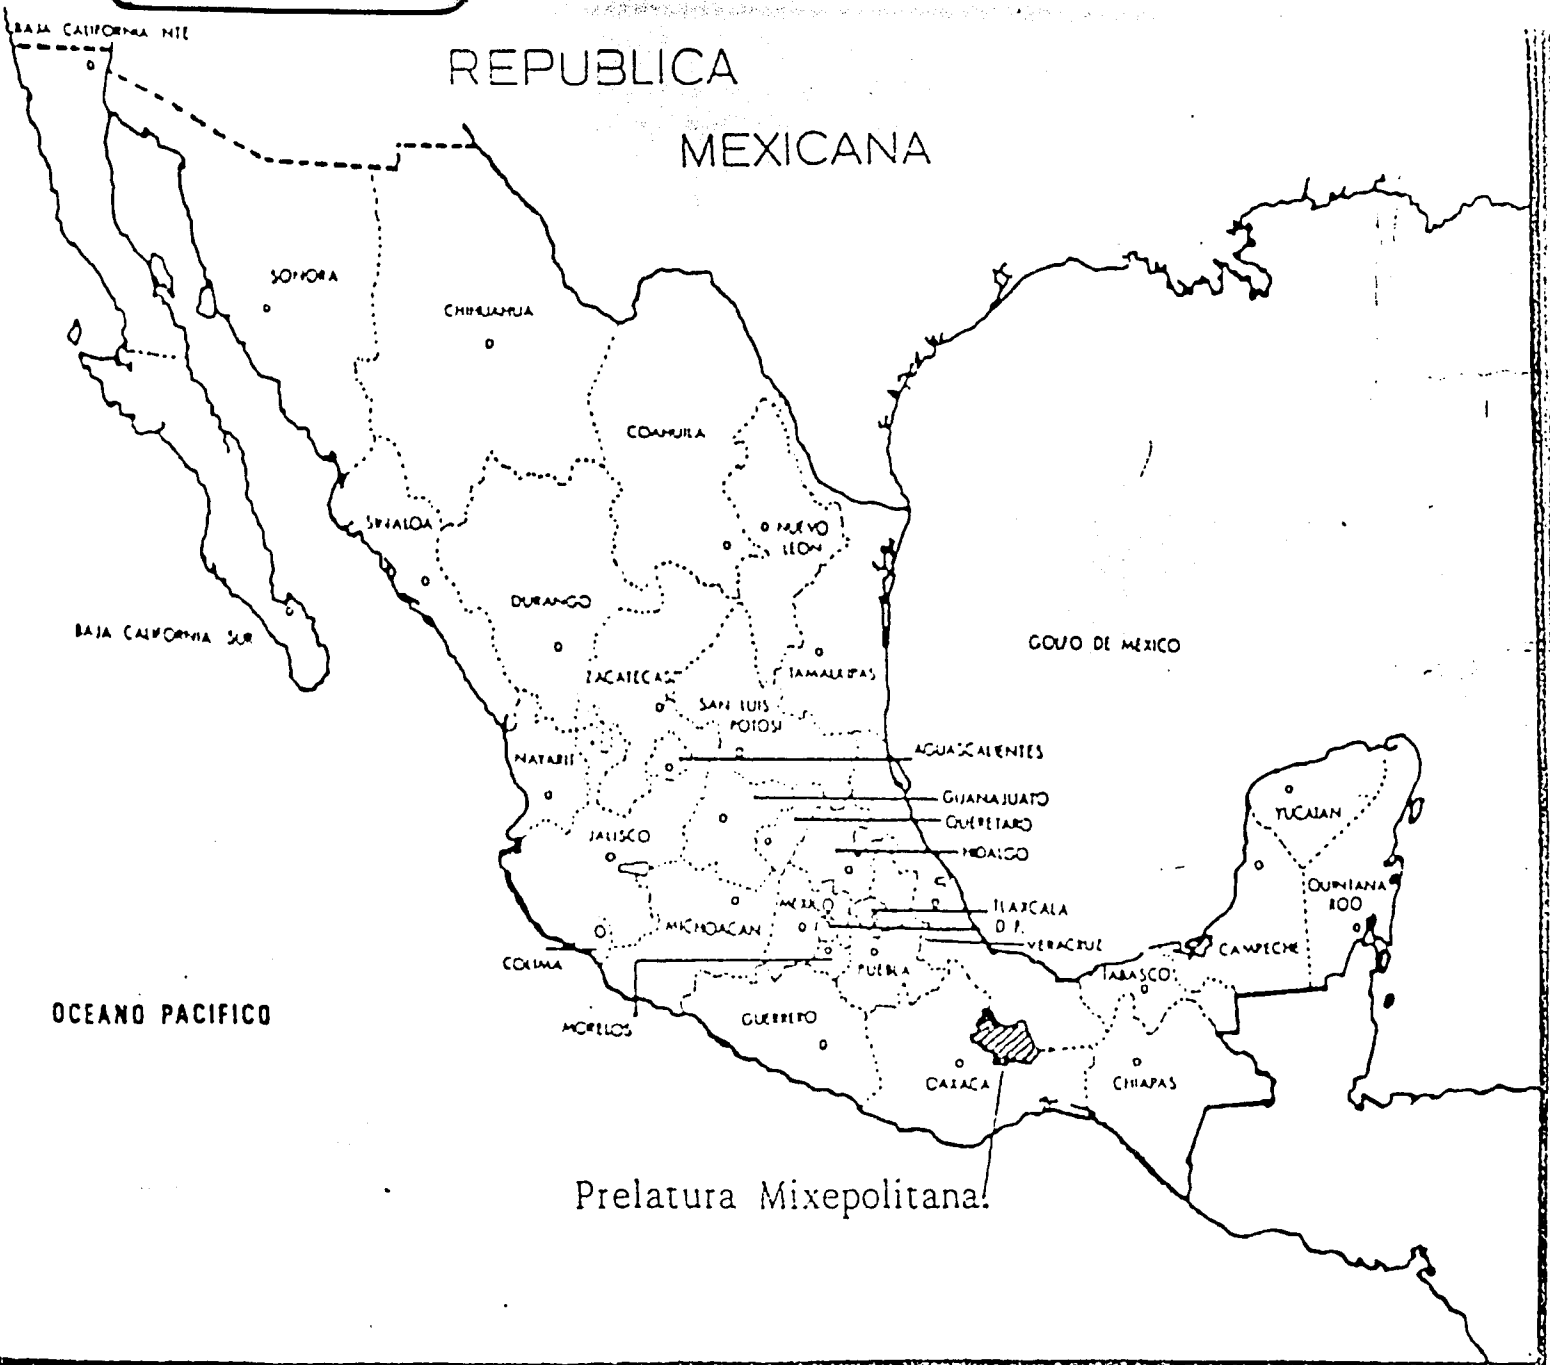 BAJA CALIFORNIA NTE
REPUBLICA
MEXICANA
SONORA
CHIHUAHUA
COAHUILA
SINALOA
NUEVO
LEON
DURANGO
BAJA CALIFORNIA SUR
GOLFO DE MEXICO
ZACATECAS
TAMAULIPAS
SAN LUIS
POTOSI
AGUASCALIENTES
NAYARIT
GUANAJUATO
QUERETARO
YUCATAN
JALISCO
HIDALGO
QUINTANA
ROO
MEXICO
TLAXCALA
D.F.
MICHOACAN
VERACRUZ
CAMPECHE
COLIMA
PUEBLA
TABASCO
OCEANO PACIFICO
MORELOS
GUERRERO
OAXACA
CHIAPAS
Prelatura Mixepolitana.